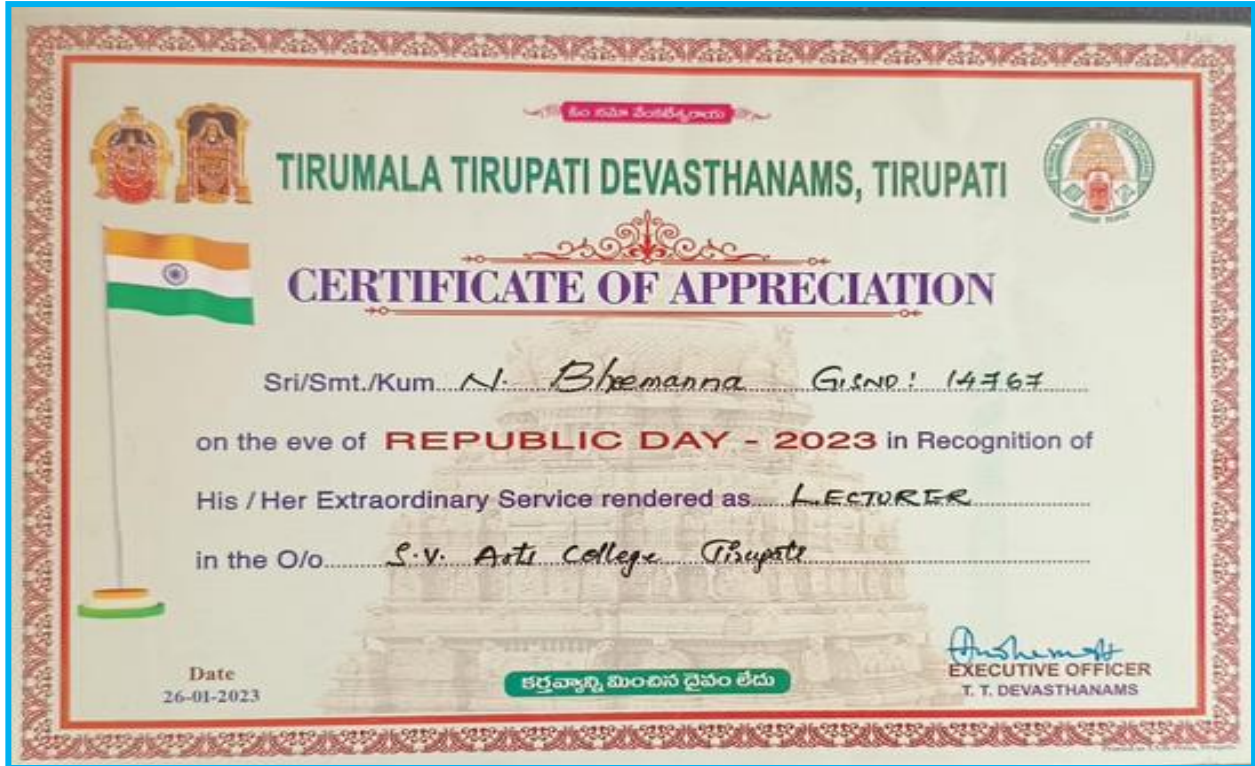 ఓం నమో వేంకటేశ్వరాయ
TIRUMALA TIRUPATI DEVASTHANAMS, TIRUPATI
CERTIFICATE OF APPRECIATION
Sri/Smt./Kum N. Bheemanna G.SNO: 14767
on the eve of REPUBLIC DAY - 2023 in Recognition of
His / Her Extraordinary Service rendered as LECTURER
in the O/o S.V. Arts College Tirupati
Date
26-01-2023
కర్తవ్యాన్ని మించిన దైవం లేదు
EXECUTIVE OFFICER
T. T. DEVASTHANAMS